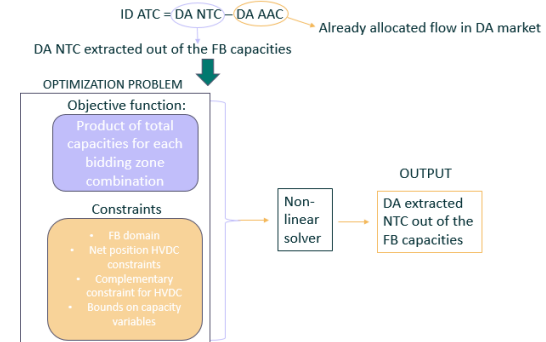 ID ATC = DA NTC – DA AAC
Already allocated flow in DA market
DA NTC extracted out of the FB capacities
OPTIMIZATION PROBLEM
Objective function:
Product of total
capacities for each
bidding zone
combination
Constraints
• FB domain
• Net position HVDC
constraints
• Complementary
constraint for HVDC
• Bounds on capacity
variables
Non-
linear
solver
OUTPUT
DA extracted
NTC out of the
FB capacities